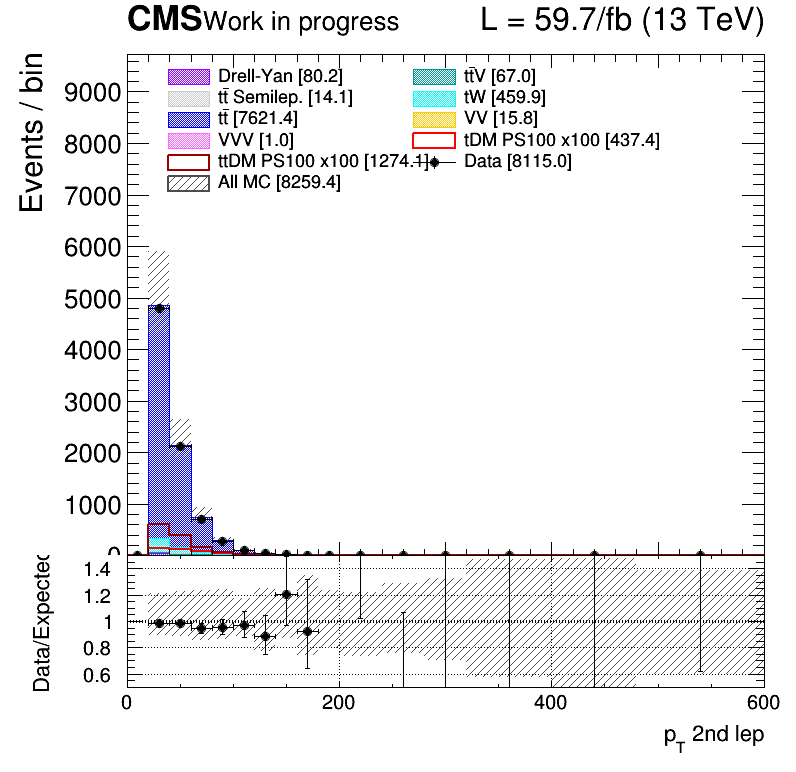 CMS Work in progress L = 59.7/fb (13 TeV)
Events / bin
Drell-Yan [80.2] tt̄V [67.0]
tt̄ Semilep. [14.1] tW [459.9]
tt̄ [7621.4] VV [15.8]
VVV [1.0] tDM PS100 x100 [437.4]
ttDM PS100 x100 [1274.1] Data [8115.0]
All MC [8259.4]
9000
8000
7000
6000
5000
4000
3000
2000
1000
0
Data/Expected
1.4
1.2
1
0.8
0.6
0 200 400 600
p_T 2nd lep